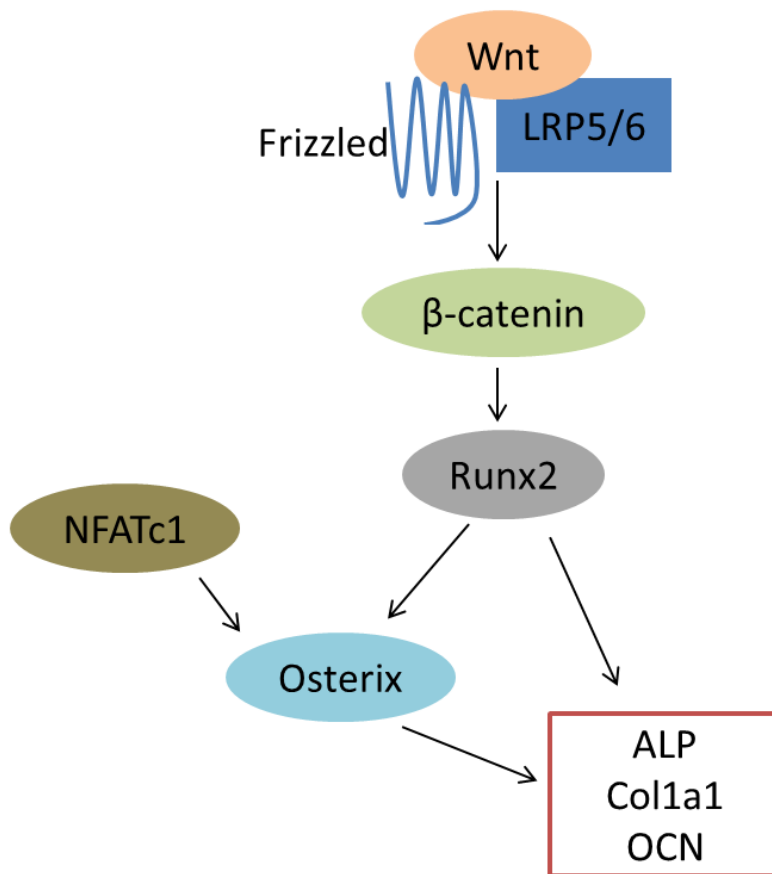 Wnt
LRP5/6
Frizzled
β-catenin
Runx2
NFATc1
Osterix
ALP
Col1a1
OCN